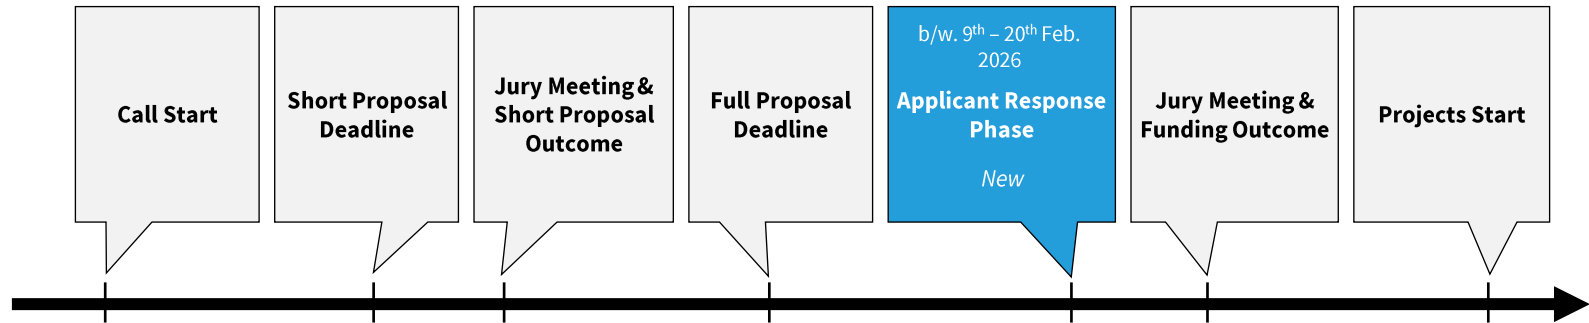 Call Start
Short Proposal
Deadline
Jury Meeting &
Short Proposal
Outcome
Full Proposal
Deadline
b/w. 9th – 20th Feb.
2026
Applicant Response
Phase
New
Jury Meeting &
Funding Outcome
Projects Start